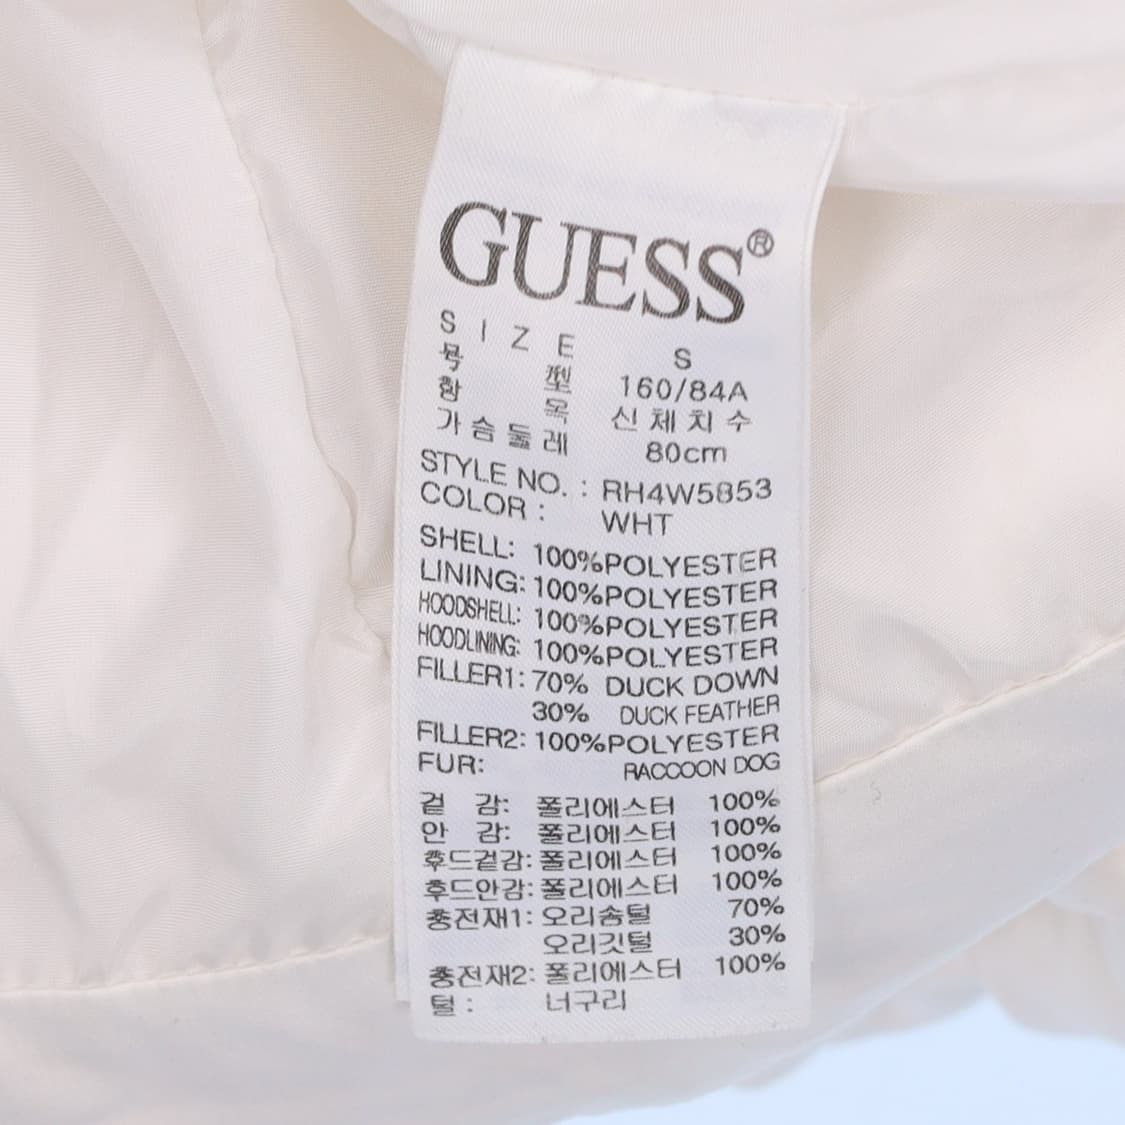 GUESS®
SIZE S
号型 160/84A
항목 신체치수
가슴둘레 80cm
STYLE NO. : RH4W5853
COLOR : WHT
SHELL: 100%POLYESTER
LINING: 100%POLYESTER
HOODSHELL: 100%POLYESTER
HOODLINING: 100%POLYESTER
FILLER1: 70% DUCK DOWN
30% DUCK FEATHER
FILLER2: 100%POLYESTER
FUR: RACCOON DOG
겉 감: 폴리에스터 100%
안 감: 폴리에스터 100%
후드겉감: 폴리에스터 100%
후드안감: 폴리에스터 100%
충전재1: 오리솜털 70%
오리깃털 30%
충전재2: 폴리에스터 100%
털 : 너구리